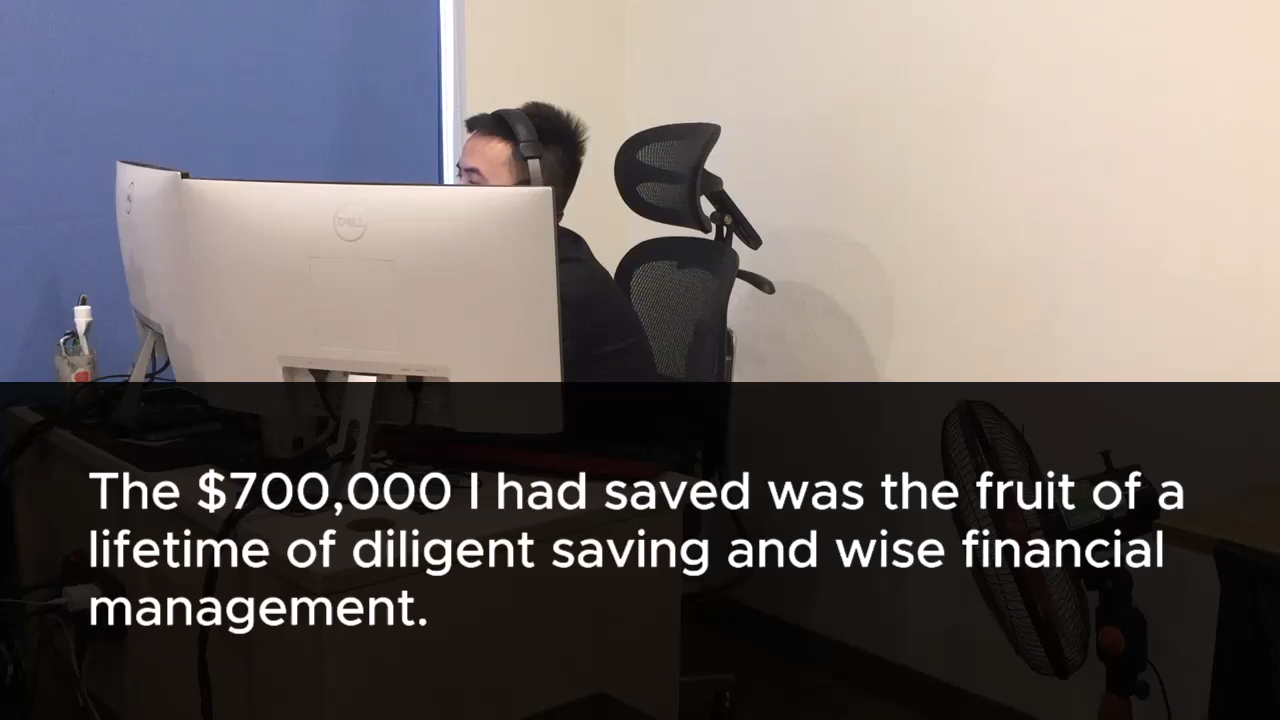 DELL
The $700,000 I had saved was the fruit of a
lifetime of diligent saving and wise financial
management.